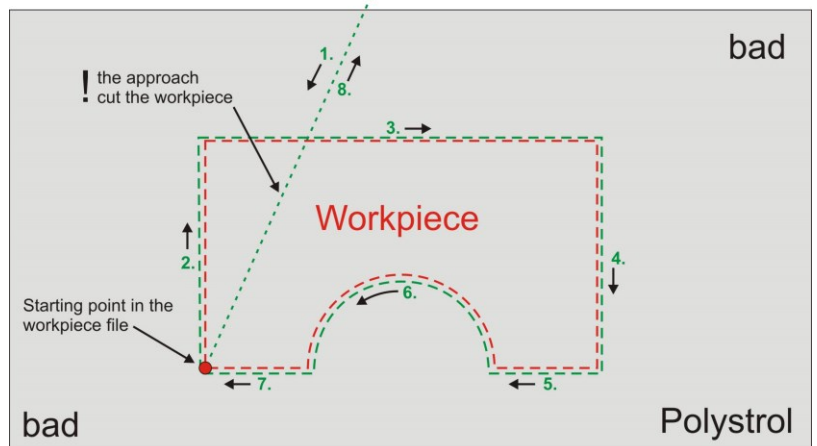 bad
1.
8.
! the approach
cut the workpiece
3.
Workpiece
2.
4.
6.
Starting point in the
workpiece file
7.
5.
bad
Polystrol